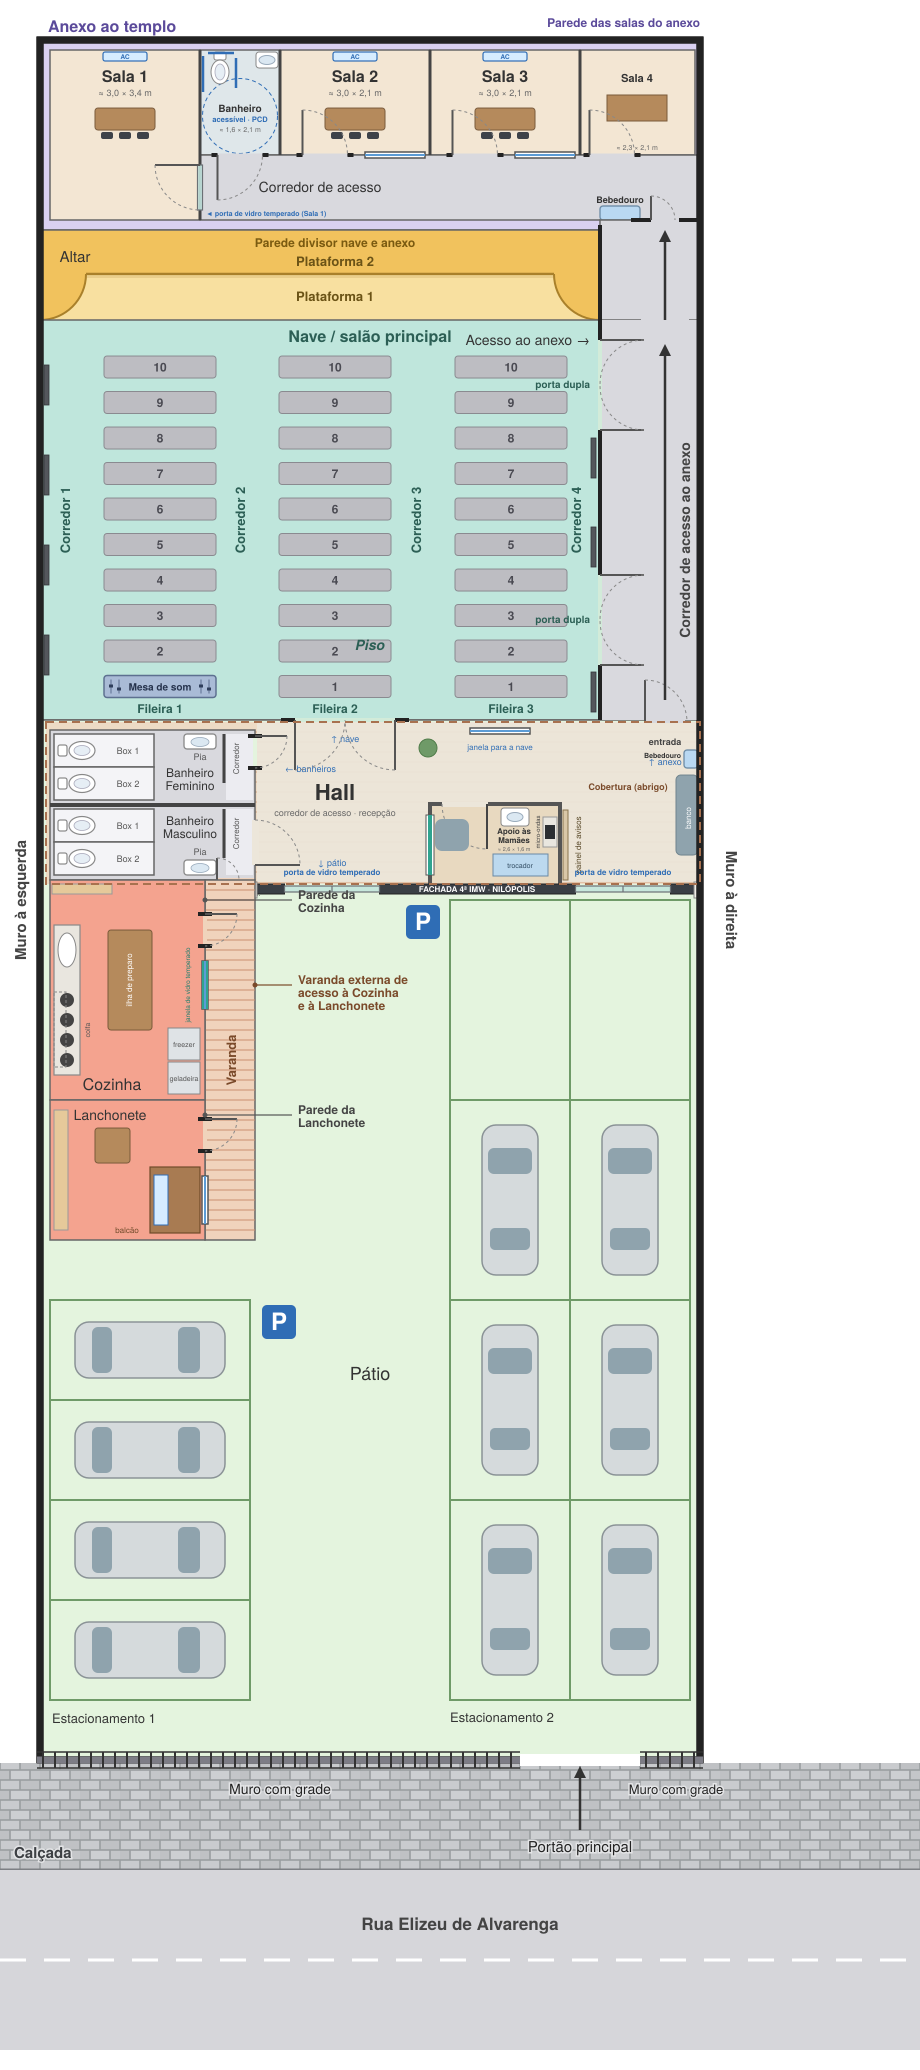 Anexo ao templo
Parede das salas do anexo
AC
AC
AC
Sala 1
≈ 3,0 × 3,4 m
Banheiro
acessível · PCD
≈ 1,6 × 2,1 m
Sala 2
≈ 3,0 × 2,1 m
Sala 3
≈ 3,0 × 2,1 m
Sala 4
≈ 2,3 × 2,1 m
Corredor de acesso
◄ porta de vidro temperado (Sala 1)
Bebedouro
Altar
Parede divisor nave e anexo
Plataforma 2
Plataforma 1
Nave / salão principal
Acesso ao anexo →
10
10
10
porta dupla
9
9
9
8
8
8
7
7
7
6
6
6
5
5
5
4
4
4
3
3
3
porta dupla
2
2
2
Piso
Mesa de som
1
1
Corredor 1
Corredor 2
Corredor 3
Corredor 4
Corredor de acesso ao anexo
Fileira 1
Fileira 2
Fileira 3
Box 1
Box 2
Pia
Banheiro
Feminino
Corredor
Box 1
Box 2
Banheiro
Masculino
Pia
Corredor
↑ nave
← banheiros
Hall
corredor de acesso · recepção
↓ pátio
porta de vidro temperado
janela para a nave
entrada
Bebedouro
↑ anexo
Cobertura (abrigo)
banco
Apoio às
Mamães
≈ 2,6 × 1,6 m
micro-ondas
trocador
painel de avisos
porta de vidro temperado
FACHADA 4ª IMW · NILÓPOLIS
Muro à esquerda
Muro à direita
Parede da
Cozinha
P
ilha de preparo
janela de vidro temperado
coifa
freezer
geladeira
Cozinha
Varanda externa de
acesso à Cozinha
e à Lanchonete
Varanda
Lanchonete
Parede da
Lanchonete
balcão
P
Pátio
Estacionamento 1
Estacionamento 2
Muro com grade
Muro com grade
Portão principal
Calçada
Rua Elizeu de Alvarenga